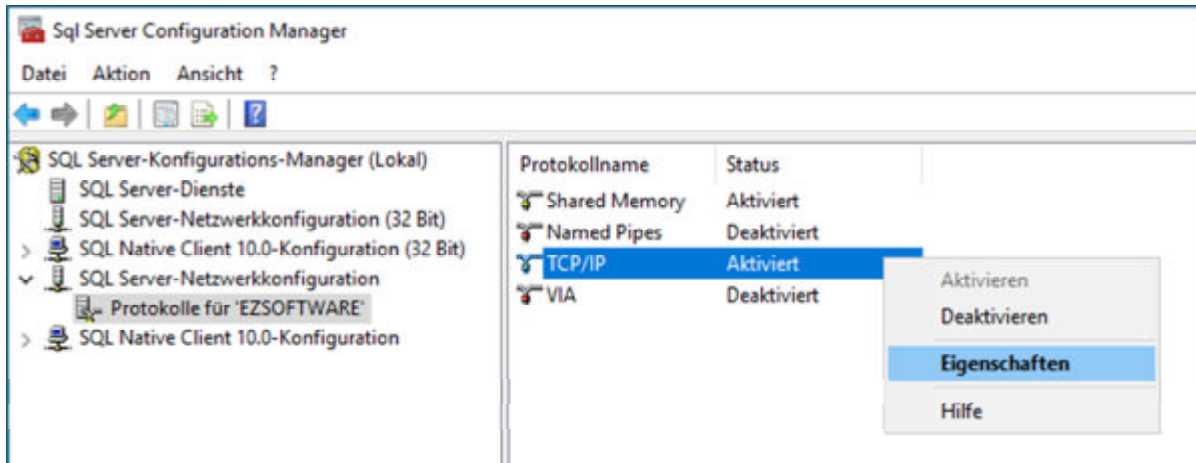 Sql Server Configuration Manager
Datei Aktion Ansicht ?
SQL Server-Konfigurations-Manager (Lokal)
SQL Server-Dienste
SQL Server-Netzwerkkonfiguration (32 Bit)
SQL Native Client 10.0-Konfiguration (32 Bit)
SQL Server-Netzwerkkonfiguration
Protokolle für 'EZSOFTWARE'
SQL Native Client 10.0-Konfiguration
Protokollname Status
Shared Memory Aktiviert
Named Pipes Deaktiviert
TCP/IP Aktiviert
VIA Deaktiviert
Aktivieren
Deaktivieren
Eigenschaften
Hilfe